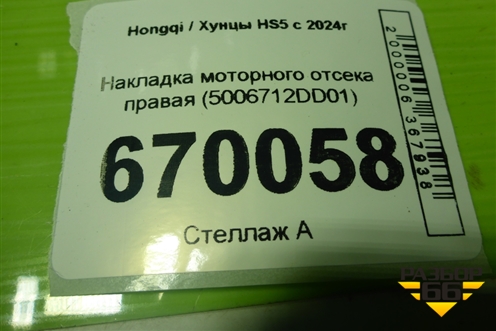 Hongqi / Хунцы HS5 с 2024г
Накладка моторного отсека
правая (5006712DD01)
670058
Стеллаж А
2000006367938
РАЗБОР
66